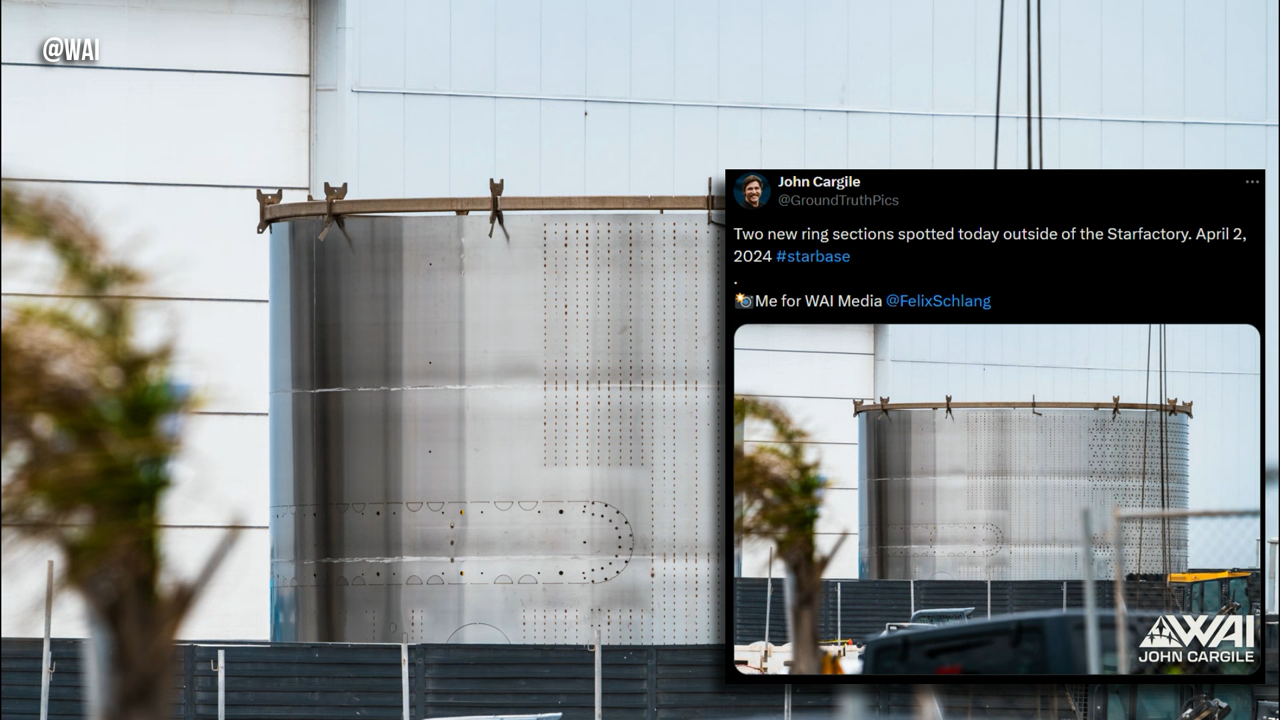 @WAI
John Cargile
@GroundTruthPics
Two new ring sections spotted today outside of the Starfactory. April 2,
2024 #starbase
.
📸Me for WAI Media @FelixSchlang
WAI
JOHN CARGILE